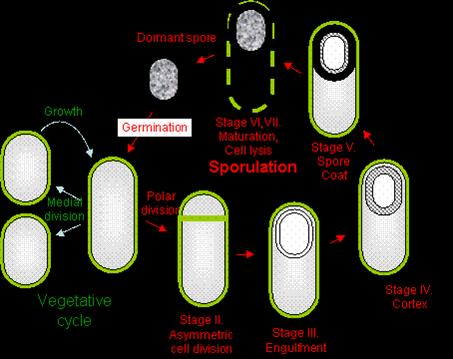 Dormant spore
Growth
Germination
Stage VI,VII.
Maturation,
Cell lysis
Sporulation
Stage V.
Spore
Coat
Medial
division
Polar
division
Vegetative
cycle
Stage II.
Asymmetric
cell division
Stage III.
Engulfment
Stage IV.
Cortex